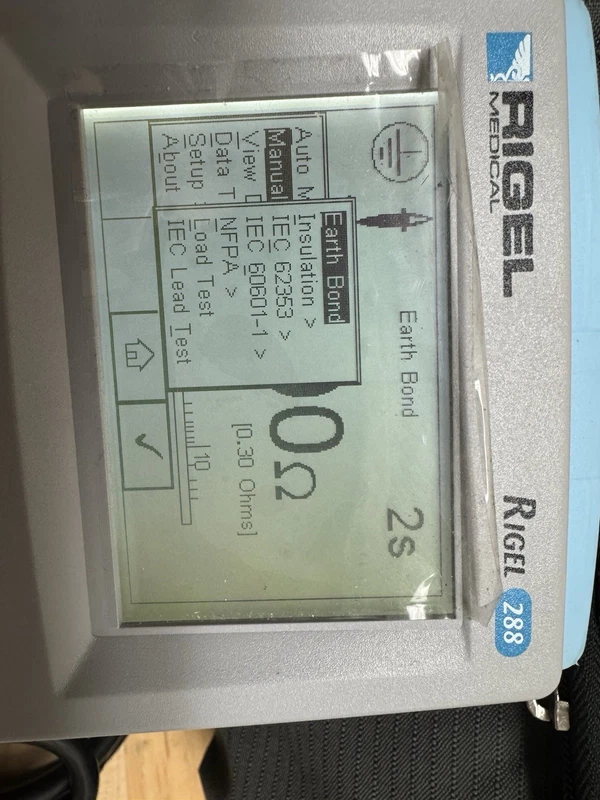 RIGEL
MEDICAL
RIGEL 288
Earth Bond
2s
0Ω
[0.30 Ohms]
10
Auto M
Manual
View D
Data T
Setup
About
Earth Bond
Insulation >
IEC 62353 >
IEC 60601-1 >
NFPA >
Load Test
IEC Lead Test